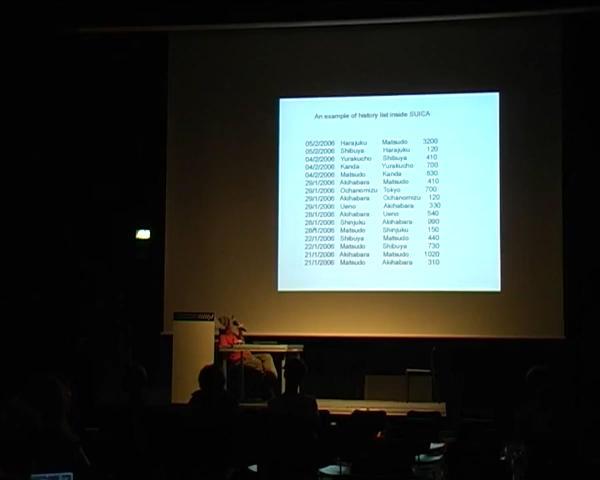 An example of history list inside SUICA
05/2/2006 Harajuku Matsudo 3200
05/2/2006 Shibuya Harajuku 120
04/2/2006 Yurakucho Shibuya 410
04/2/2006 Kanda Yurakucho 700
04/2/2006 Matsudo Kanda 830
29/1/2006 Akihabara Matsudo 410
29/1/2006 Ochanomizu Tokyo 700
29/1/2006 Akihabara Ochanomizu 120
29/1/2006 Ueno Akihabara 330
28/1/2006 Akihabara Ueno 540
28/1/2006 Shinjuku Akihabara 990
28/1/2006 Matsudo Shinjuku 150
22/1/2006 Shibuya Matsudo 440
22/1/2006 Matsudo Shibuya 730
21/1/2006 Akihabara Matsudo 1020
21/1/2006 Matsudo Akihabara 310